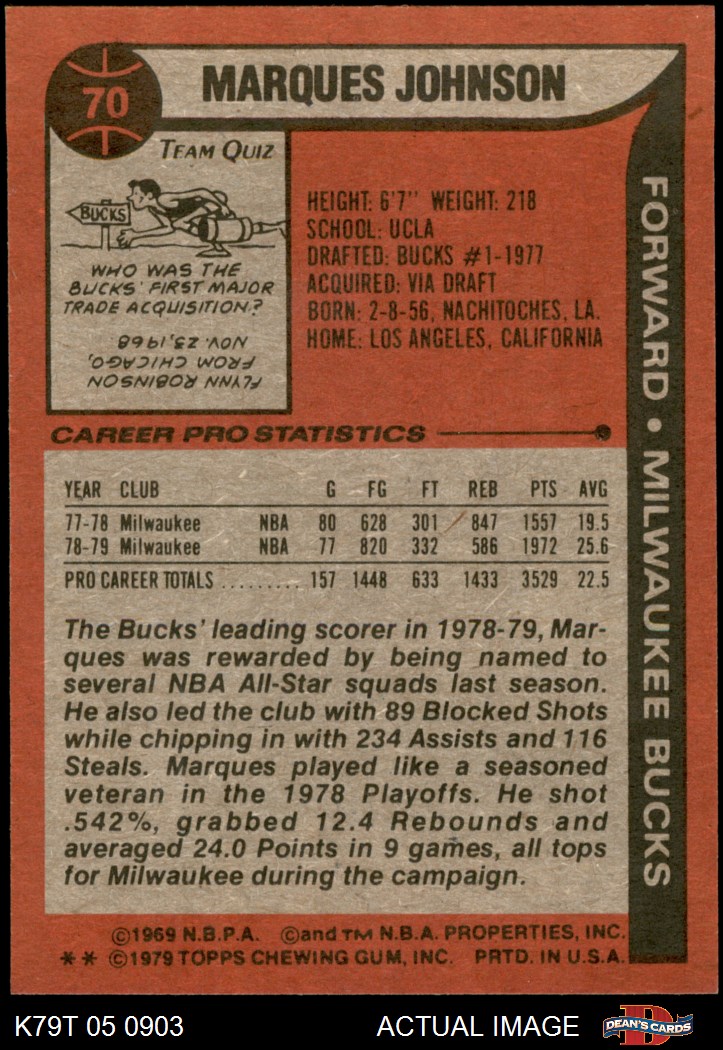 70
MARQUES JOHNSON
TEAM QUIZ
BUCKS
WHO WAS THE
BUCKS' FIRST MAJOR
TRADE ACQUISITION?
FLYNN ROBINSON
FROM CHICAGO,
NOV. 23, 1968
HEIGHT: 6'7" WEIGHT: 218
SCHOOL: UCLA
DRAFTED: BUCKS #1-1977
ACQUIRED: VIA DRAFT
BORN: 2-8-56, NACHITOCHES, LA.
HOME: LOS ANGELES, CALIFORNIA
FORWARD • MILWAUKEE BUCKS
CAREER PRO STATISTICS
YEAR CLUB G FG FT REB PTS AVG
77-78 Milwaukee NBA 80 628 301 847 1557 19.5
78-79 Milwaukee NBA 77 820 332 586 1972 25.6
PRO CAREER TOTALS ......... 157 1448 633 1433 3529 22.5
The Bucks' leading scorer in 1978-79, Mar-
ques was rewarded by being named to
several NBA All-Star squads last season.
He also led the club with 89 Blocked Shots
while chipping in with 234 Assists and 116
Steals. Marques played like a seasoned
veteran in the 1978 Playoffs. He shot
.542%, grabbed 12.4 Rebounds and
averaged 24.0 Points in 9 games, all tops
for Milwaukee during the campaign.
©1969 N.B.P.A. ©and TM N.B.A. PROPERTIES, INC.
** ©1979 TOPPS CHEWING GUM, INC. PRTD. IN U.S.A.
K79T 05 0903 ACTUAL IMAGE
D
DEAN'S CARDS